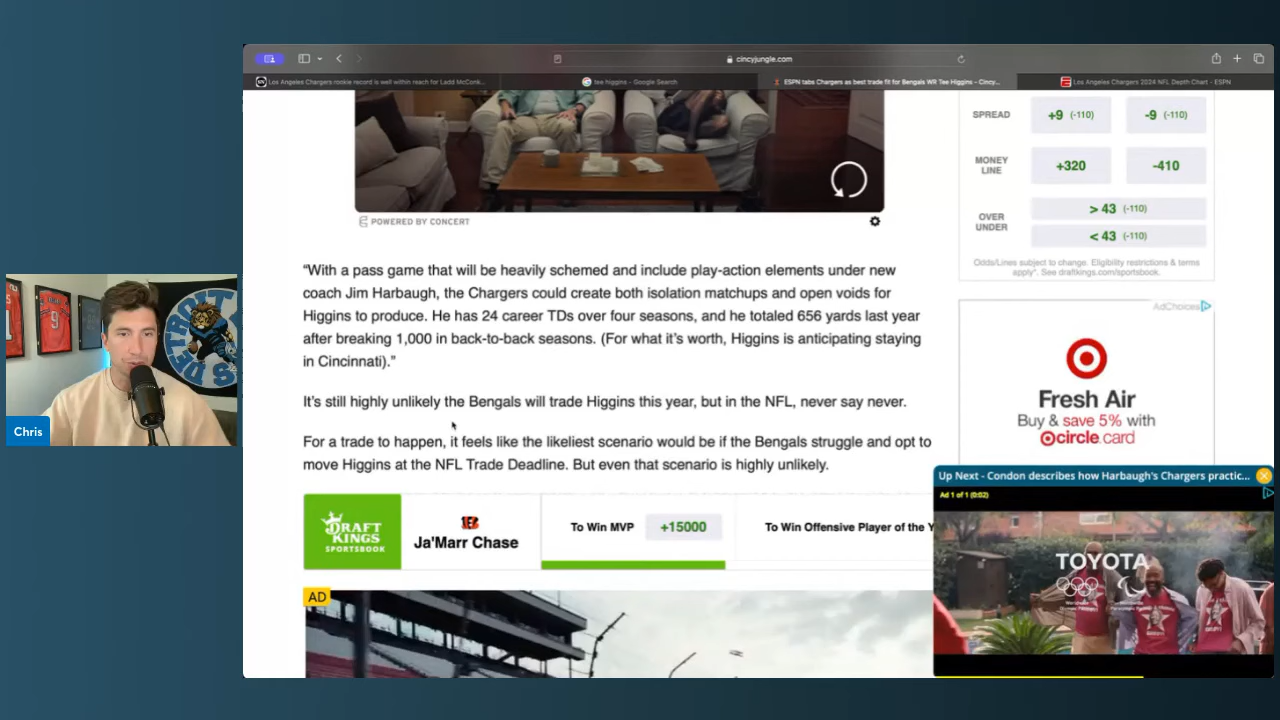 cincyjungle.com
Los Angeles Chargers rookie record is well within reach for Ladd McConk...
tee higgins – Google Search
ESPN tabs Chargers as best trade fit for Bengals WR Tee Higgins – Cincy...
Los Angeles Chargers 2024 NFL Depth Chart – ESPN
POWERED BY CONCERT
SPREAD
+9 (-110)
-9 (-110)
MONEY
LINE
+320
-410
OVER
UNDER
> 43 (-110)
< 43 (-110)
Odds/Lines subject to change. Eligibility restrictions & terms
apply*. See draftkings.com/sportsbook.
“With a pass game that will be heavily schemed and include play-action elements under new
coach Jim Harbaugh, the Chargers could create both isolation matchups and open voids for
Higgins to produce. He has 24 career TDs over four seasons, and he totaled 656 yards last year
after breaking 1,000 in back-to-back seasons. (For what it’s worth, Higgins is anticipating staying
in Cincinnati).”
It’s still highly unlikely the Bengals will trade Higgins this year, but in the NFL, never say never.
For a trade to happen, it feels like the likeliest scenario would be if the Bengals struggle and opt to
move Higgins at the NFL Trade Deadline. But even that scenario is highly unlikely.
AdChoices
Fresh Air
Buy & save 5% with
circle card
DRAFT
KINGS
SPORTSBOOK
Ja'Marr Chase
To Win MVP
+15000
To Win Offensive Player of the Y
AD
Up Next - Condon describes how Harbaugh's Chargers practic...
Ad 1 of 1 (0:02)
TOYOTA
Chris
DETROIT
9